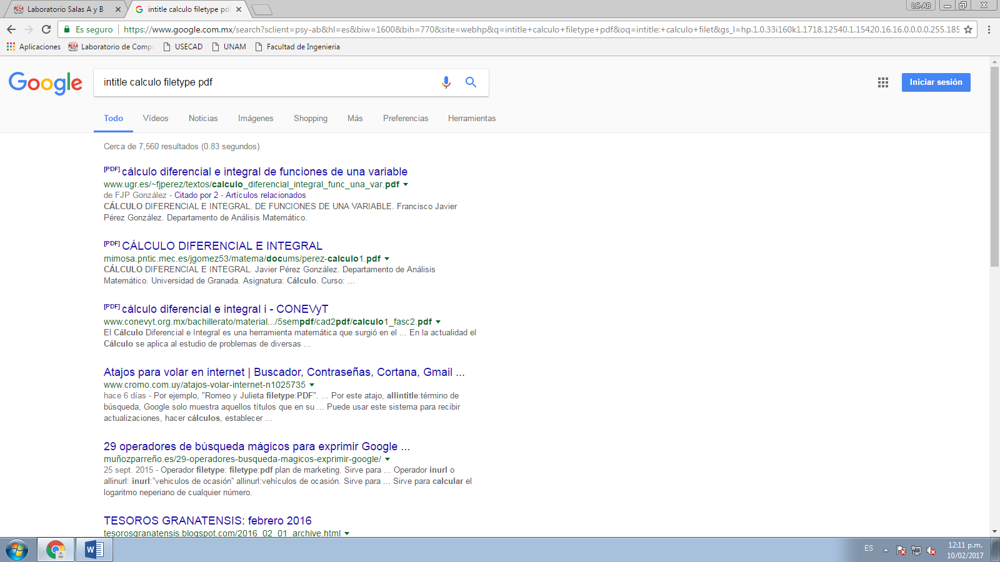 Laboratorio Salas A y B
intitle calculo filetype pdf
LC-AB
Es seguro
https://www.google.com.mx/search?sclient=psy-ab&hl=es&biw=1600&bih=770&site=webhp&q=intitle+calculo+filetype+pdf&oq=intitle:+calculo+filet&gs_l=hp.1.0.33i160k1.1718.12540.1.15420.16.16.0.0.0.0.255.185
Aplicaciones
Laboratorio de Compu
USECAD
UNAM
Facultad de Ingenieria
Google
intitle calculo filetype pdf
Iniciar sesión
Todo Vídeos Noticias Imágenes Shopping Más Preferencias Herramientas
Cerca de 7,560 resultados (0.83 segundos)
[PDF] cálculo diferencial e integral de funciones de una variable
www.ugr.es/~fjperez/textos/calculo_diferencial_integral_func_una_var.pdf
de FJP González - Citado por 2 - Artículos relacionados
CÁLCULO DIFERENCIAL E INTEGRAL. DE FUNCIONES DE UNA VARIABLE. Francisco Javier
Pérez González. Departamento de Análisis Matemático.
[PDF] CÁLCULO DIFERENCIAL E INTEGRAL
mimosa.pntic.mec.es/jgomez53/matema/docums/perez-calculo1.pdf
CÁLCULO DIFERENCIAL E INTEGRAL. Javier Pérez González. Departamento de Análisis
Matemático. Universidad de Granada. Asignatura: Cálculo. Curso: ...
[PDF] cálculo diferencial e integral i - CONEVyT
www.conevyt.org.mx/bachillerato/material.../5sempdf/cad2pdf/calculo1_fasc2.pdf
El Cálculo Diferencial e Integral es una herramienta matemática que surgió en el ... En la actualidad el
Cálculo se aplica al estudio de problemas de diversas ...
Atajos para volar en internet | Buscador, Contraseñas, Cortana, Gmail ...
www.cromo.com.uy/atajos-volar-internet-n1025735
hace 6 días - Por ejemplo, "Romeo y Julieta filetype:PDF". ... Por este atajo, allintitle:término de
búsqueda, Google solo muestra aquellos títulos que en su ... Puede usar este sistema para recibir
actualizaciones, hacer cálculos, establecer ...
29 operadores de búsqueda mágicos para exprimir Google ...
muñozparreño.es/29-operadores-busqueda-magicos-exprimir-google/
25 sept. 2015 - Operador filetype: filetype:pdf plan de marketing. Sirve para ... Operador inurl o
allinurl: inurl:"vehiculos de ocasión" allinurl:vehículos de ocasión. Sirve para ... Sirve para calcular el
logaritmo neperiano de cualquier número.
TESOROS GRANATENSIS: febrero 2016
tesorosgranatensis.blogspot.com/2016_02_01_archive.html
ES
12:11 p.m.
10/02/2017